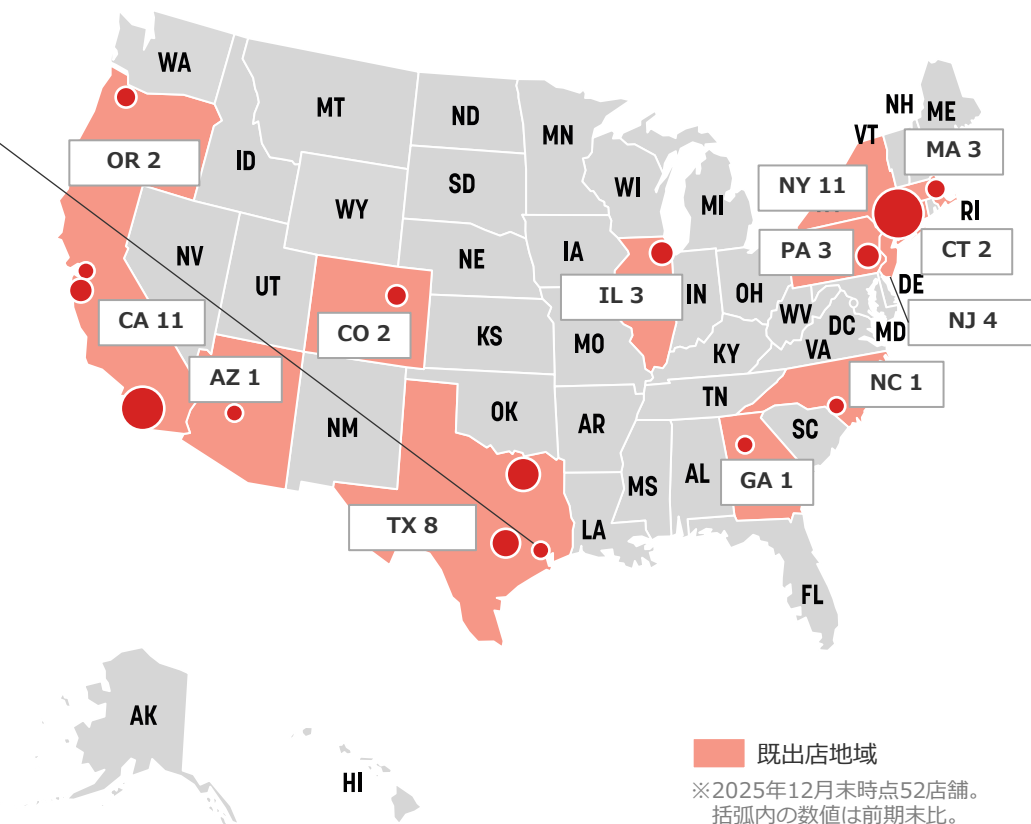 WA
MT
ND
MN
NH
ME
VT
MA 3
OR 2
ID
SD
WI
MI
NY 11
RI
WY
CT 2
NV
NE
IA
PA 3
UT
IL 3
IN
OH
DE
NJ 4
CA 11
CO 2
KS
MO
WV
DC
MD
KY
VA
AZ 1
NC 1
NM
OK
AR
TN
SC
MS
AL
GA 1
TX 8
LA
FL
AK
HI
既出店地域
※2025年12月末時点52店舗。
括弧内の数値は前期末比。